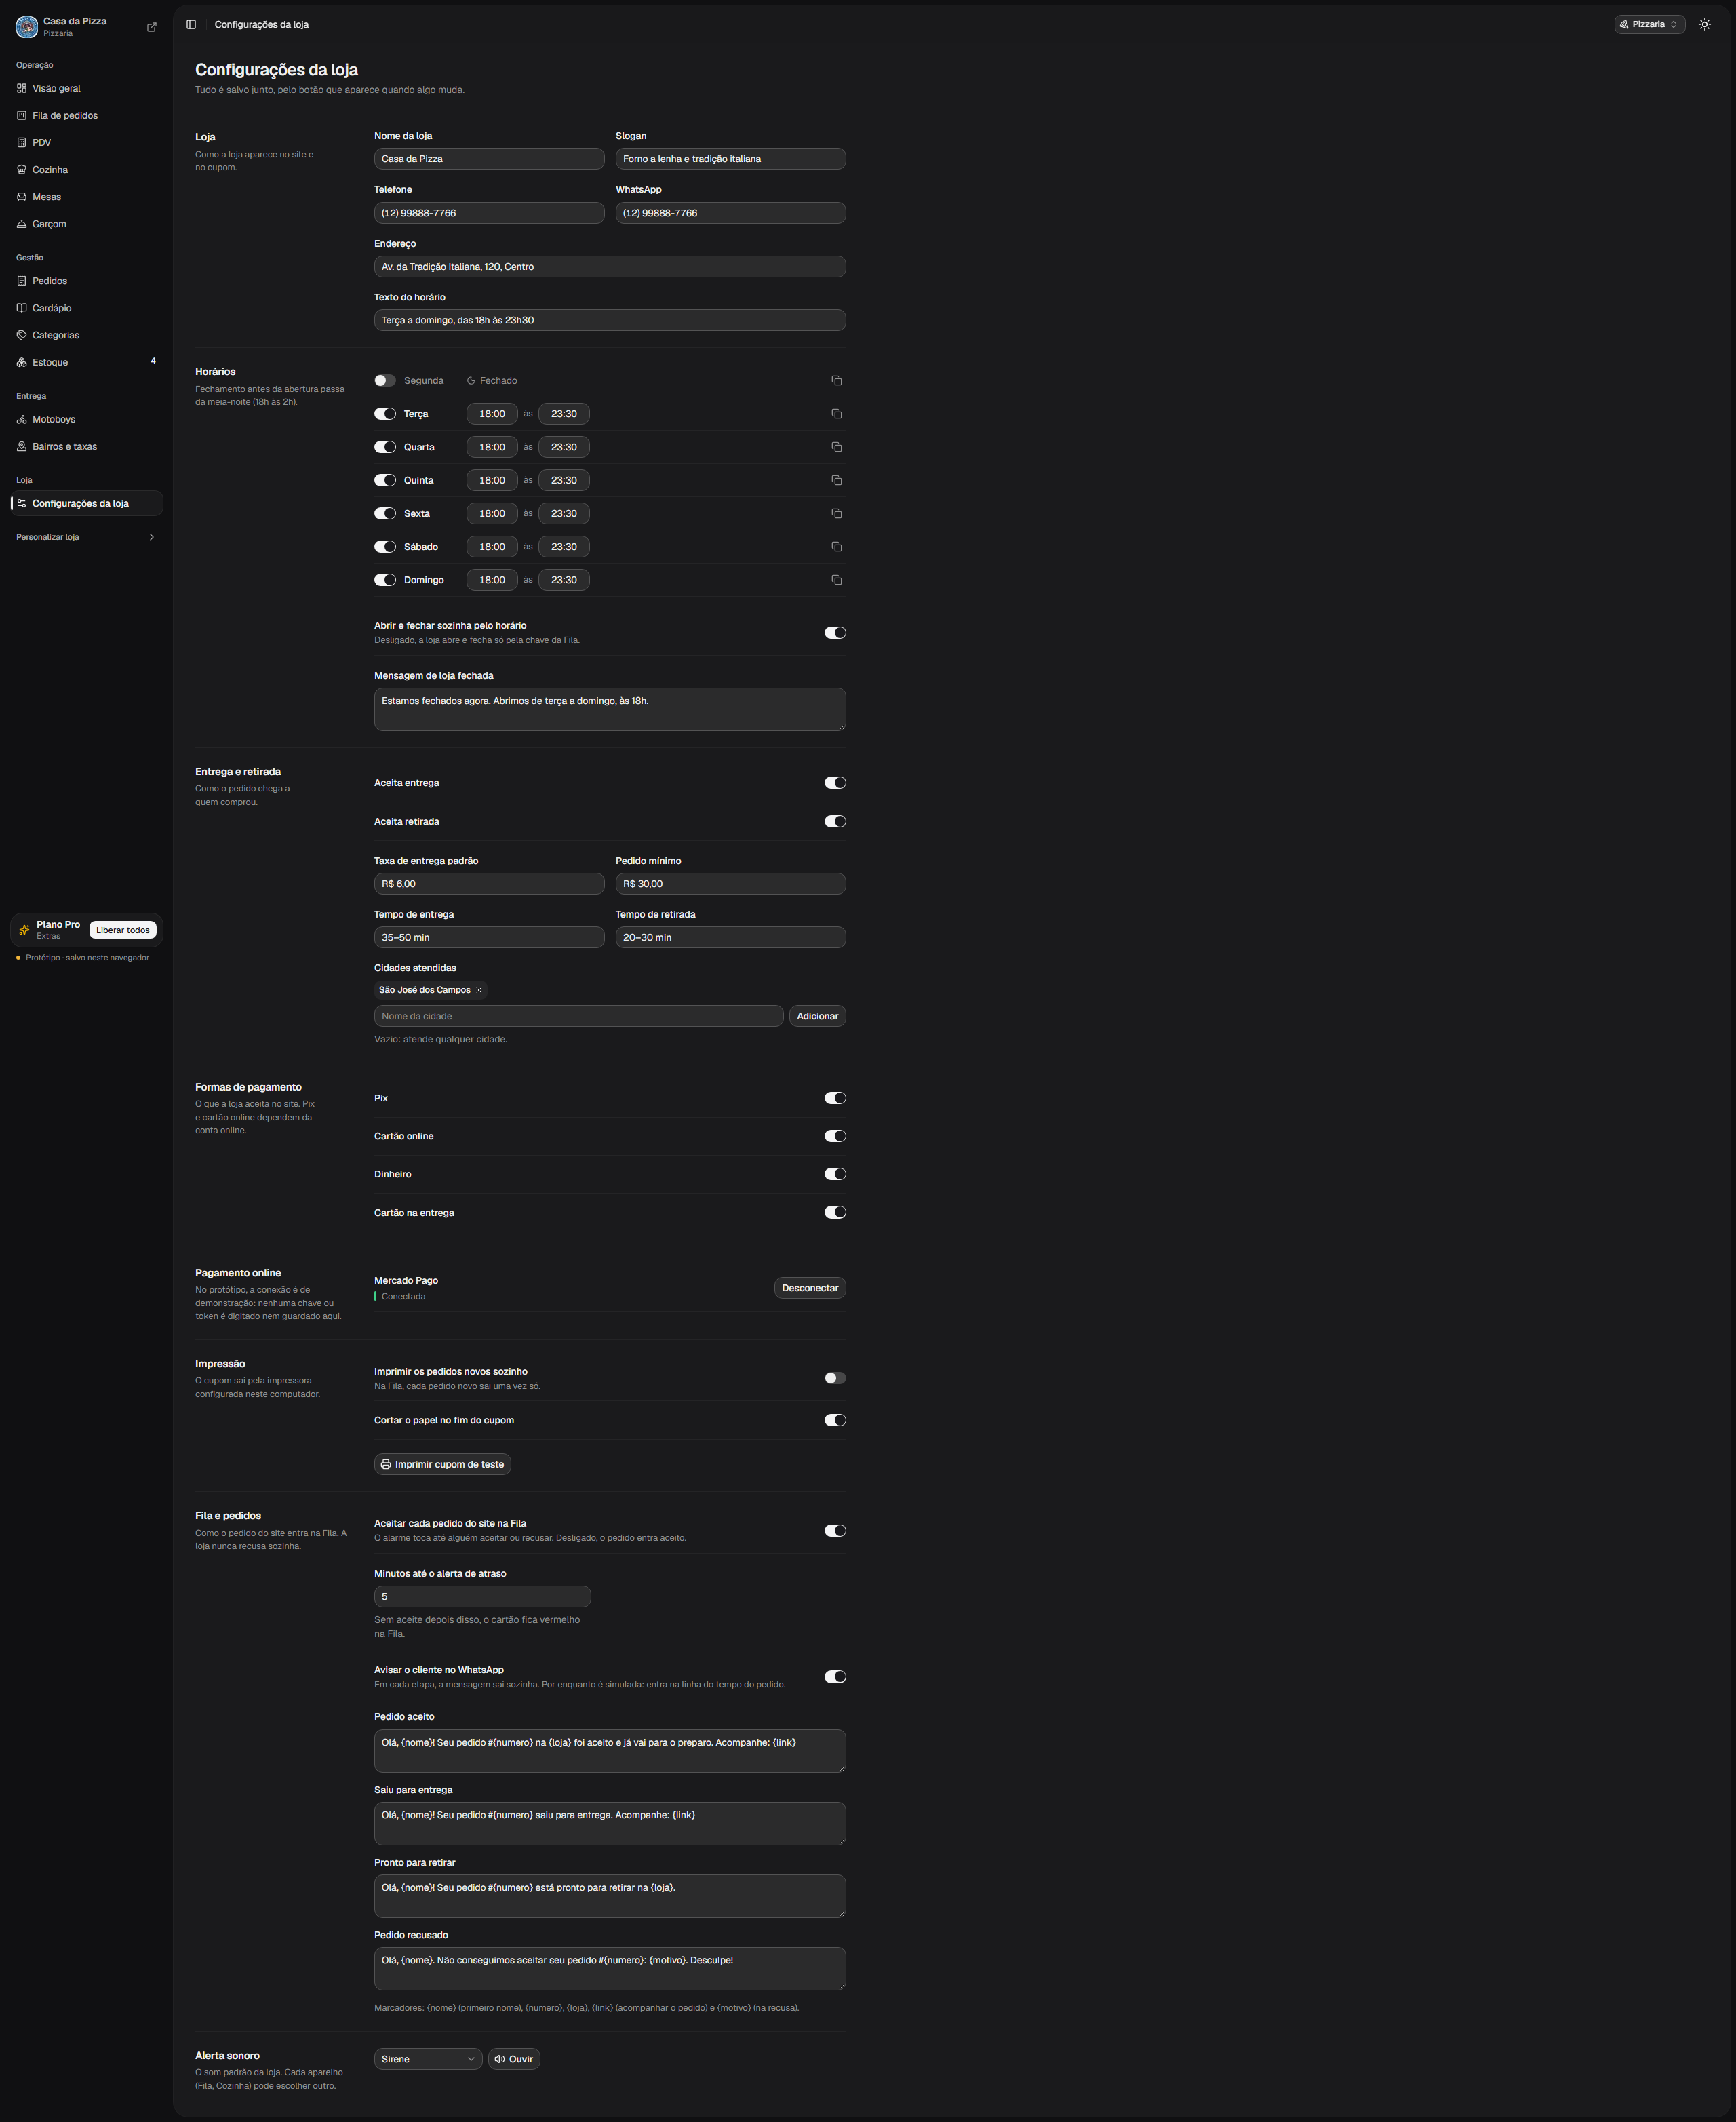 Casa da Pizza
Pizzaria
Operação
Visão geral
Fila de pedidos
PDV
Cozinha
Mesas
Garçom
Gestão
Pedidos
Cardápio
Categorias
Estoque 4
Entrega
Motoboys
Bairros e taxas
Loja
Configurações da loja
Personalizar loja
Plano Pro
Extras
Liberar todos
Protótipo · salvo neste navegador
Configurações da loja
Pizzaria
Configurações da loja
Tudo é salvo junto, pelo botão que aparece quando algo muda.
Loja
Como a loja aparece no site e
no cupom.
Nome da loja
Casa da Pizza
Slogan
Forno a lenha e tradição italiana
Telefone
(12) 99888-7766
WhatsApp
(12) 99888-7766
Endereço
Av. da Tradição Italiana, 120, Centro
Texto do horário
Terça a domingo, das 18h às 23h30
Horários
Fechamento antes da abertura passa
da meia-noite (18h às 2h).
Segunda Fechado
Terça 18:00 às 23:30
Quarta 18:00 às 23:30
Quinta 18:00 às 23:30
Sexta 18:00 às 23:30
Sábado 18:00 às 23:30
Domingo 18:00 às 23:30
Abrir e fechar sozinha pelo horário
Desligado, a loja abre e fecha só pela chave da Fila.
Mensagem de loja fechada
Estamos fechados agora. Abrimos de terça a domingo, às 18h.
Entrega e retirada
Como o pedido chega a
quem comprou.
Aceita entrega
Aceita retirada
Taxa de entrega padrão
R$ 6,00
Pedido mínimo
R$ 30,00
Tempo de entrega
35–50 min
Tempo de retirada
20–30 min
Cidades atendidas
São José dos Campos ×
Nome da cidade
Adicionar
Vazio: atende qualquer cidade.
Formas de pagamento
O que a loja aceita no site. Pix
e cartão online dependem da
conta online.
Pix
Cartão online
Dinheiro
Cartão na entrega
Pagamento online
No protótipo, a conexão é de
demonstração: nenhuma chave ou
token é digitado nem guardado aqui.
Mercado Pago
Conectada
Desconectar
Impressão
O cupom sai pela impressora
configurada neste computador.
Imprimir os pedidos novos sozinho
Na Fila, cada pedido novo sai uma vez só.
Cortar o papel no fim do cupom
Imprimir cupom de teste
Fila e pedidos
Como o pedido do site entra na Fila. A
loja nunca recusa sozinha.
Aceitar cada pedido do site na Fila
O alarme toca até alguém aceitar ou recusar. Desligado, o pedido entra aceito.
Minutos até o alerta de atraso
5
Sem aceite depois disso, o cartão fica vermelho
na Fila.
Avisar o cliente no WhatsApp
Em cada etapa, a mensagem sai sozinha. Por enquanto é simulada: entra na linha do tempo do pedido.
Pedido aceito
Olá, {nome}! Seu pedido #{numero} na {loja} foi aceito e já vai para o preparo. Acompanhe: {link}
Saiu para entrega
Olá, {nome}! Seu pedido #{numero} saiu para entrega. Acompanhe: {link}
Pronto para retirar
Olá, {nome}! Seu pedido #{numero} está pronto para retirar na {loja}.
Pedido recusado
Olá, {nome}. Não conseguimos aceitar seu pedido #{numero}: {motivo}. Desculpe!
Marcadores: {nome} (primeiro nome), {numero}, {loja}, {link} (acompanhar o pedido) e {motivo} (na recusa).
Alerta sonoro
O som padrão da loja. Cada aparelho
(Fila, Cozinha) pode escolher outro.
Sirene
Ouvir